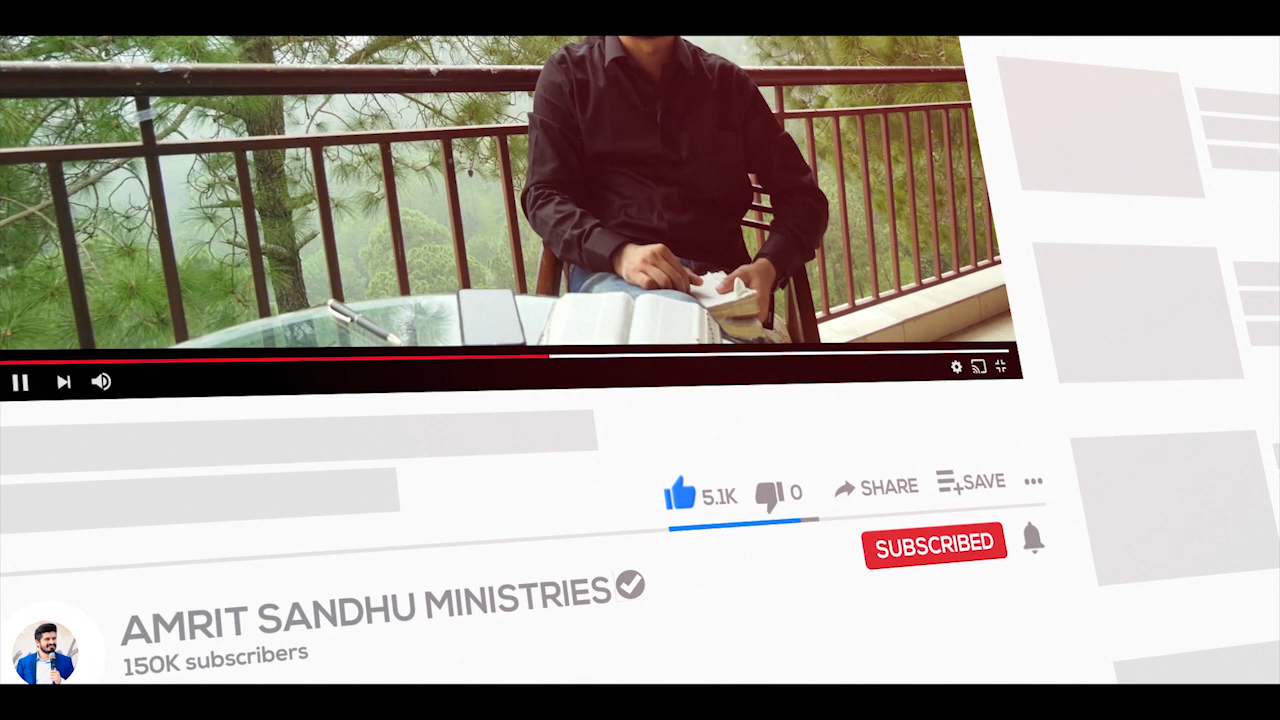 5.1K 0 SHARE SAVE
SUBSCRIBED
AMRIT SANDHU MINISTRIES
150K subscribers